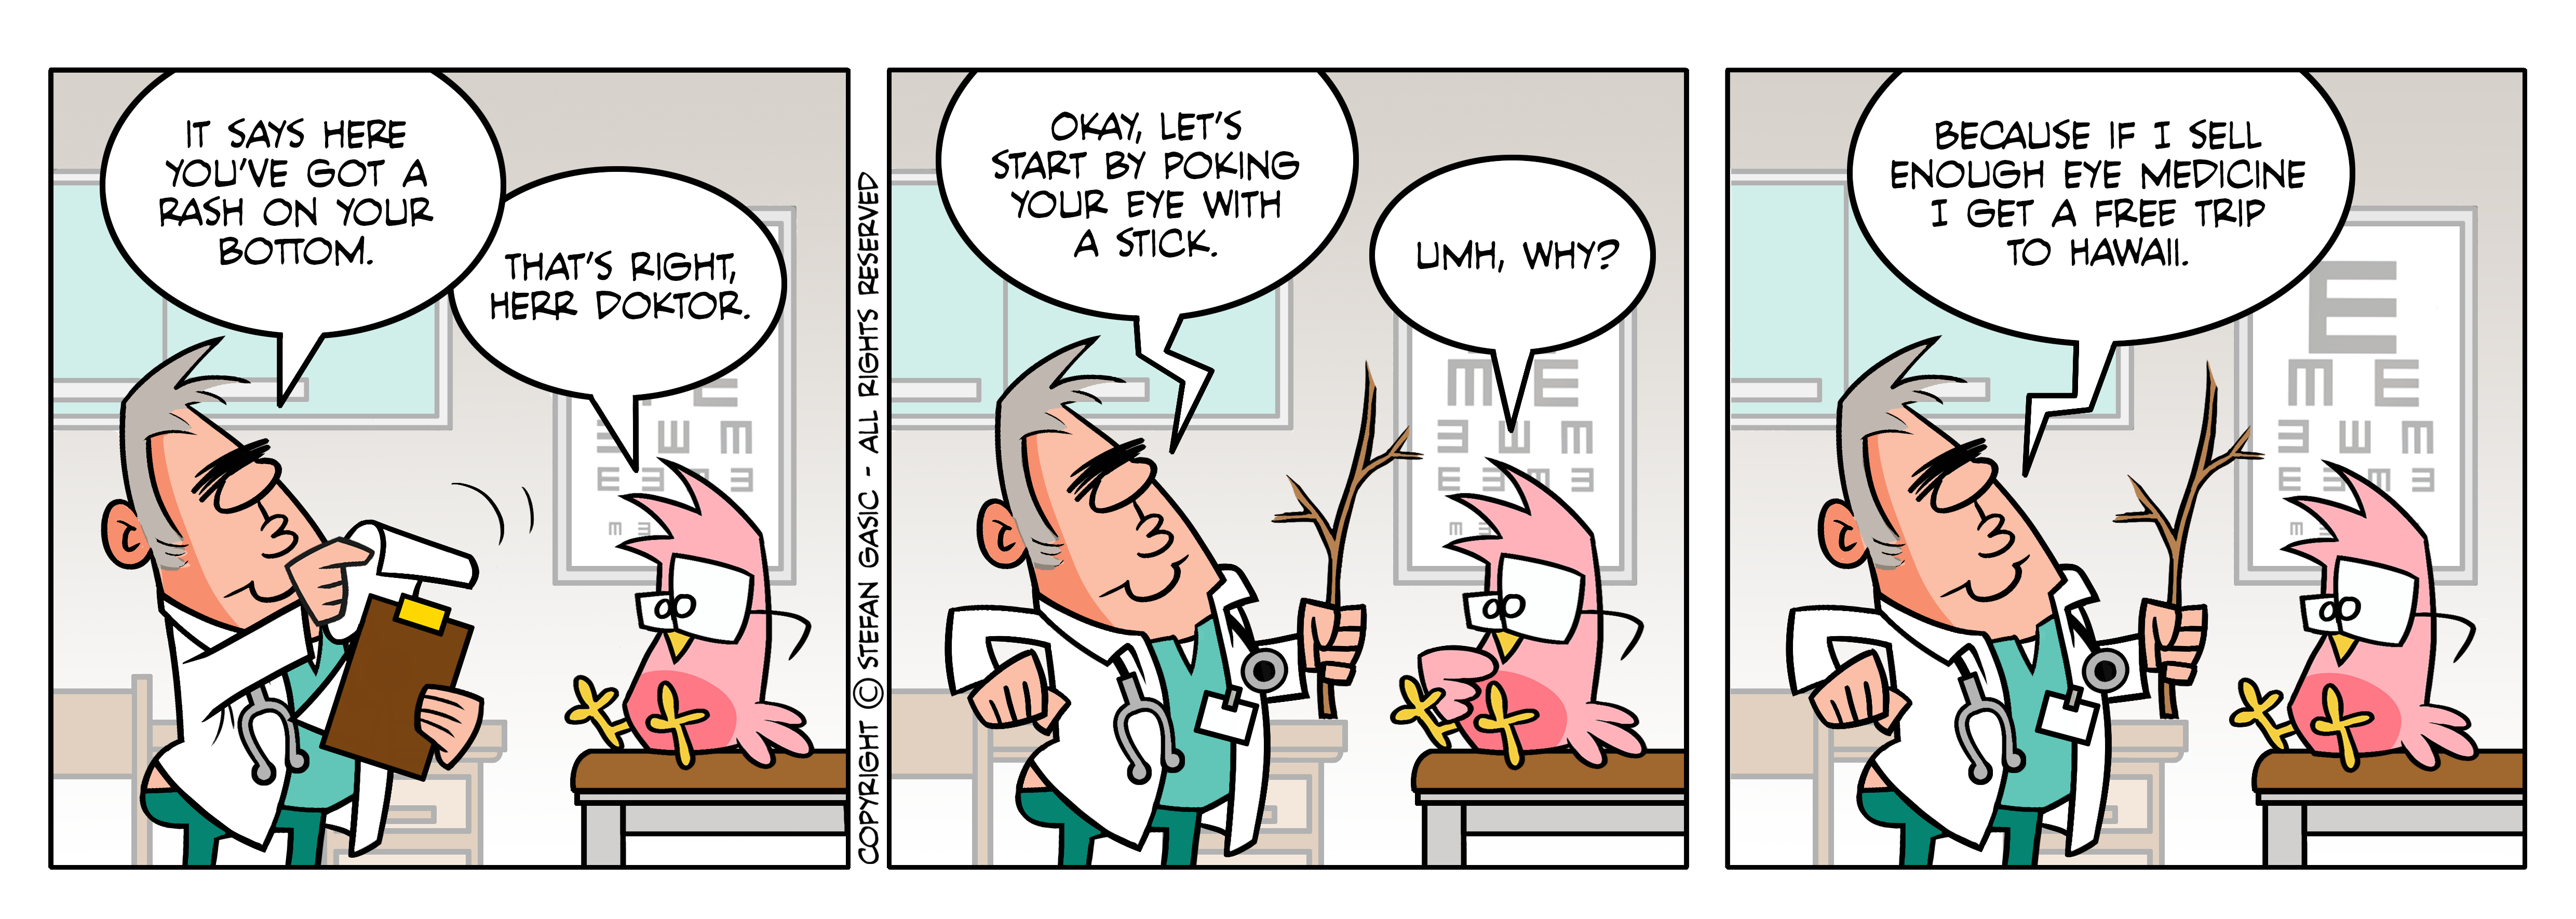 IT SAYS HERE
YOU'VE GOT A
RASH ON YOUR
BOTTOM.
THAT'S RIGHT,
HERR DOKTOR.
COPYRIGHT © STEFAN GASIC - ALL RIGHTS RESERVED
OKAY, LET'S
START BY POKING
YOUR EYE WITH
A STICK.
UMH, WHY?
BECAUSE IF I SELL
ENOUGH EYE MEDICINE
I GET A FREE TRIP
TO HAWAII.